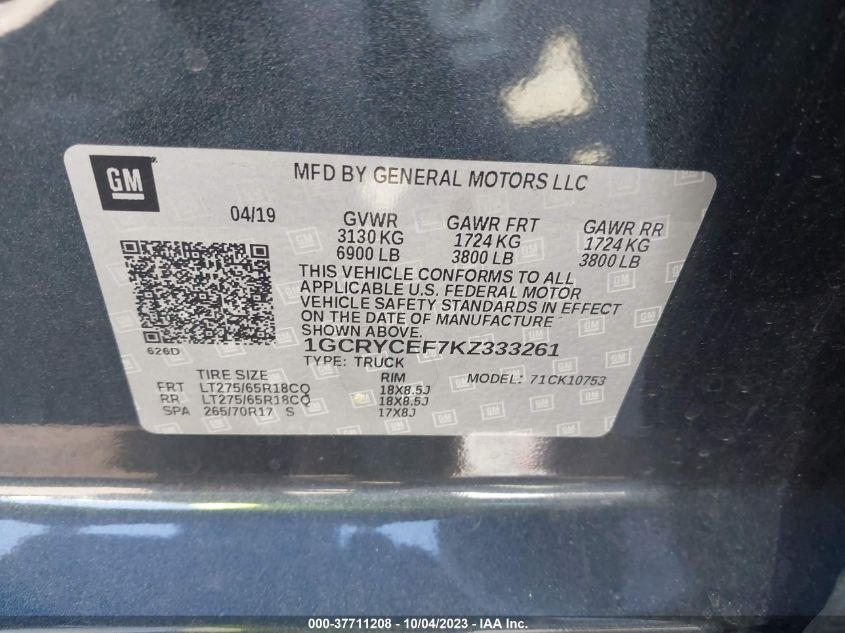 GM
MFD BY GENERAL MOTORS LLC
04/19 GVWR GAWR FRT GAWR RR
3130 KG 1724 KG 1724 KG
6900 LB 3800 LB 3800 LB
THIS VEHICLE CONFORMS TO ALL
APPLICABLE U.S. FEDERAL MOTOR
VEHICLE SAFETY STANDARDS IN EFFECT
ON THE DATE OF MANUFACTURE
SHOWN ABOVE.
626D
1GCRYCEF7KZ333261
TYPE: TRUCK
TIRE SIZE RIM MODEL: 71CK10753
FRT LT275/65R18CQ 18X8.5J
RR LT275/65R18CQ 18X8.5J
SPA 265/70R17 S 17X8J
000-37711208 - 10/04/2023 - IAA Inc.